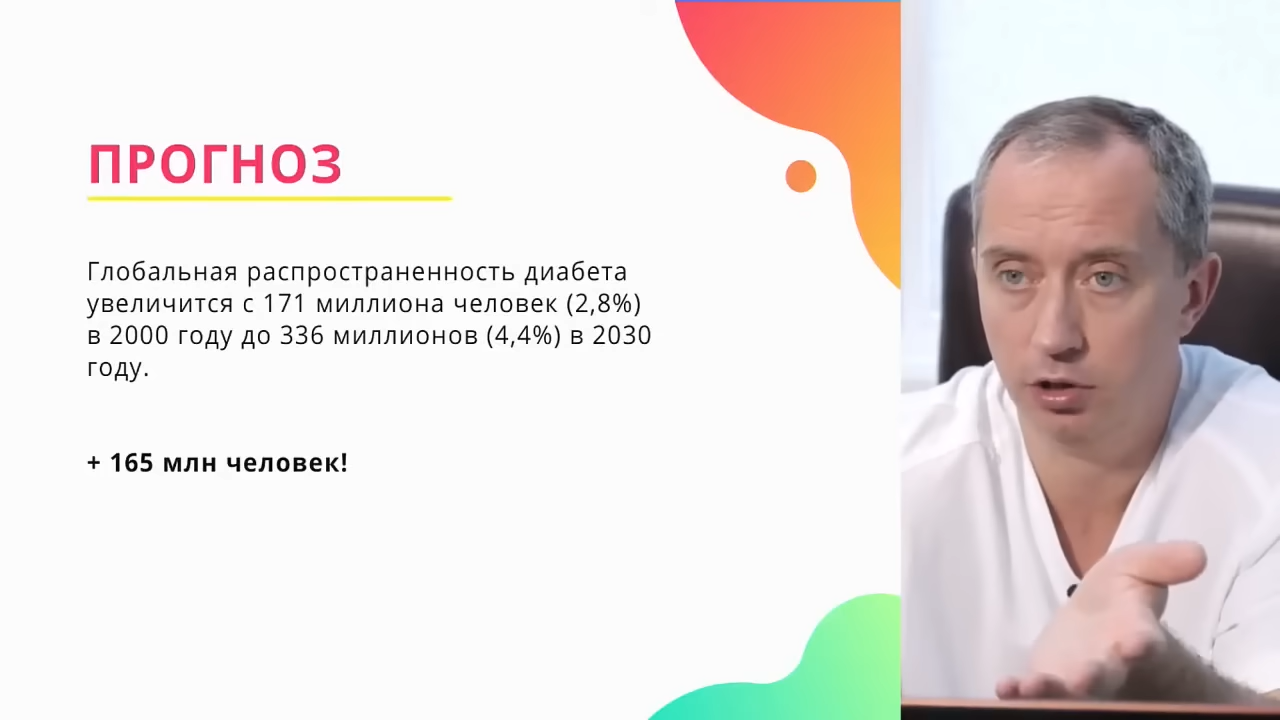 ПРОГНОЗ
Глобальная распространенность диабета
увеличится с 171 миллиона человек (2,8%)
в 2000 году до 336 миллионов (4,4%) в 2030
году.
+ 165 млн человек!